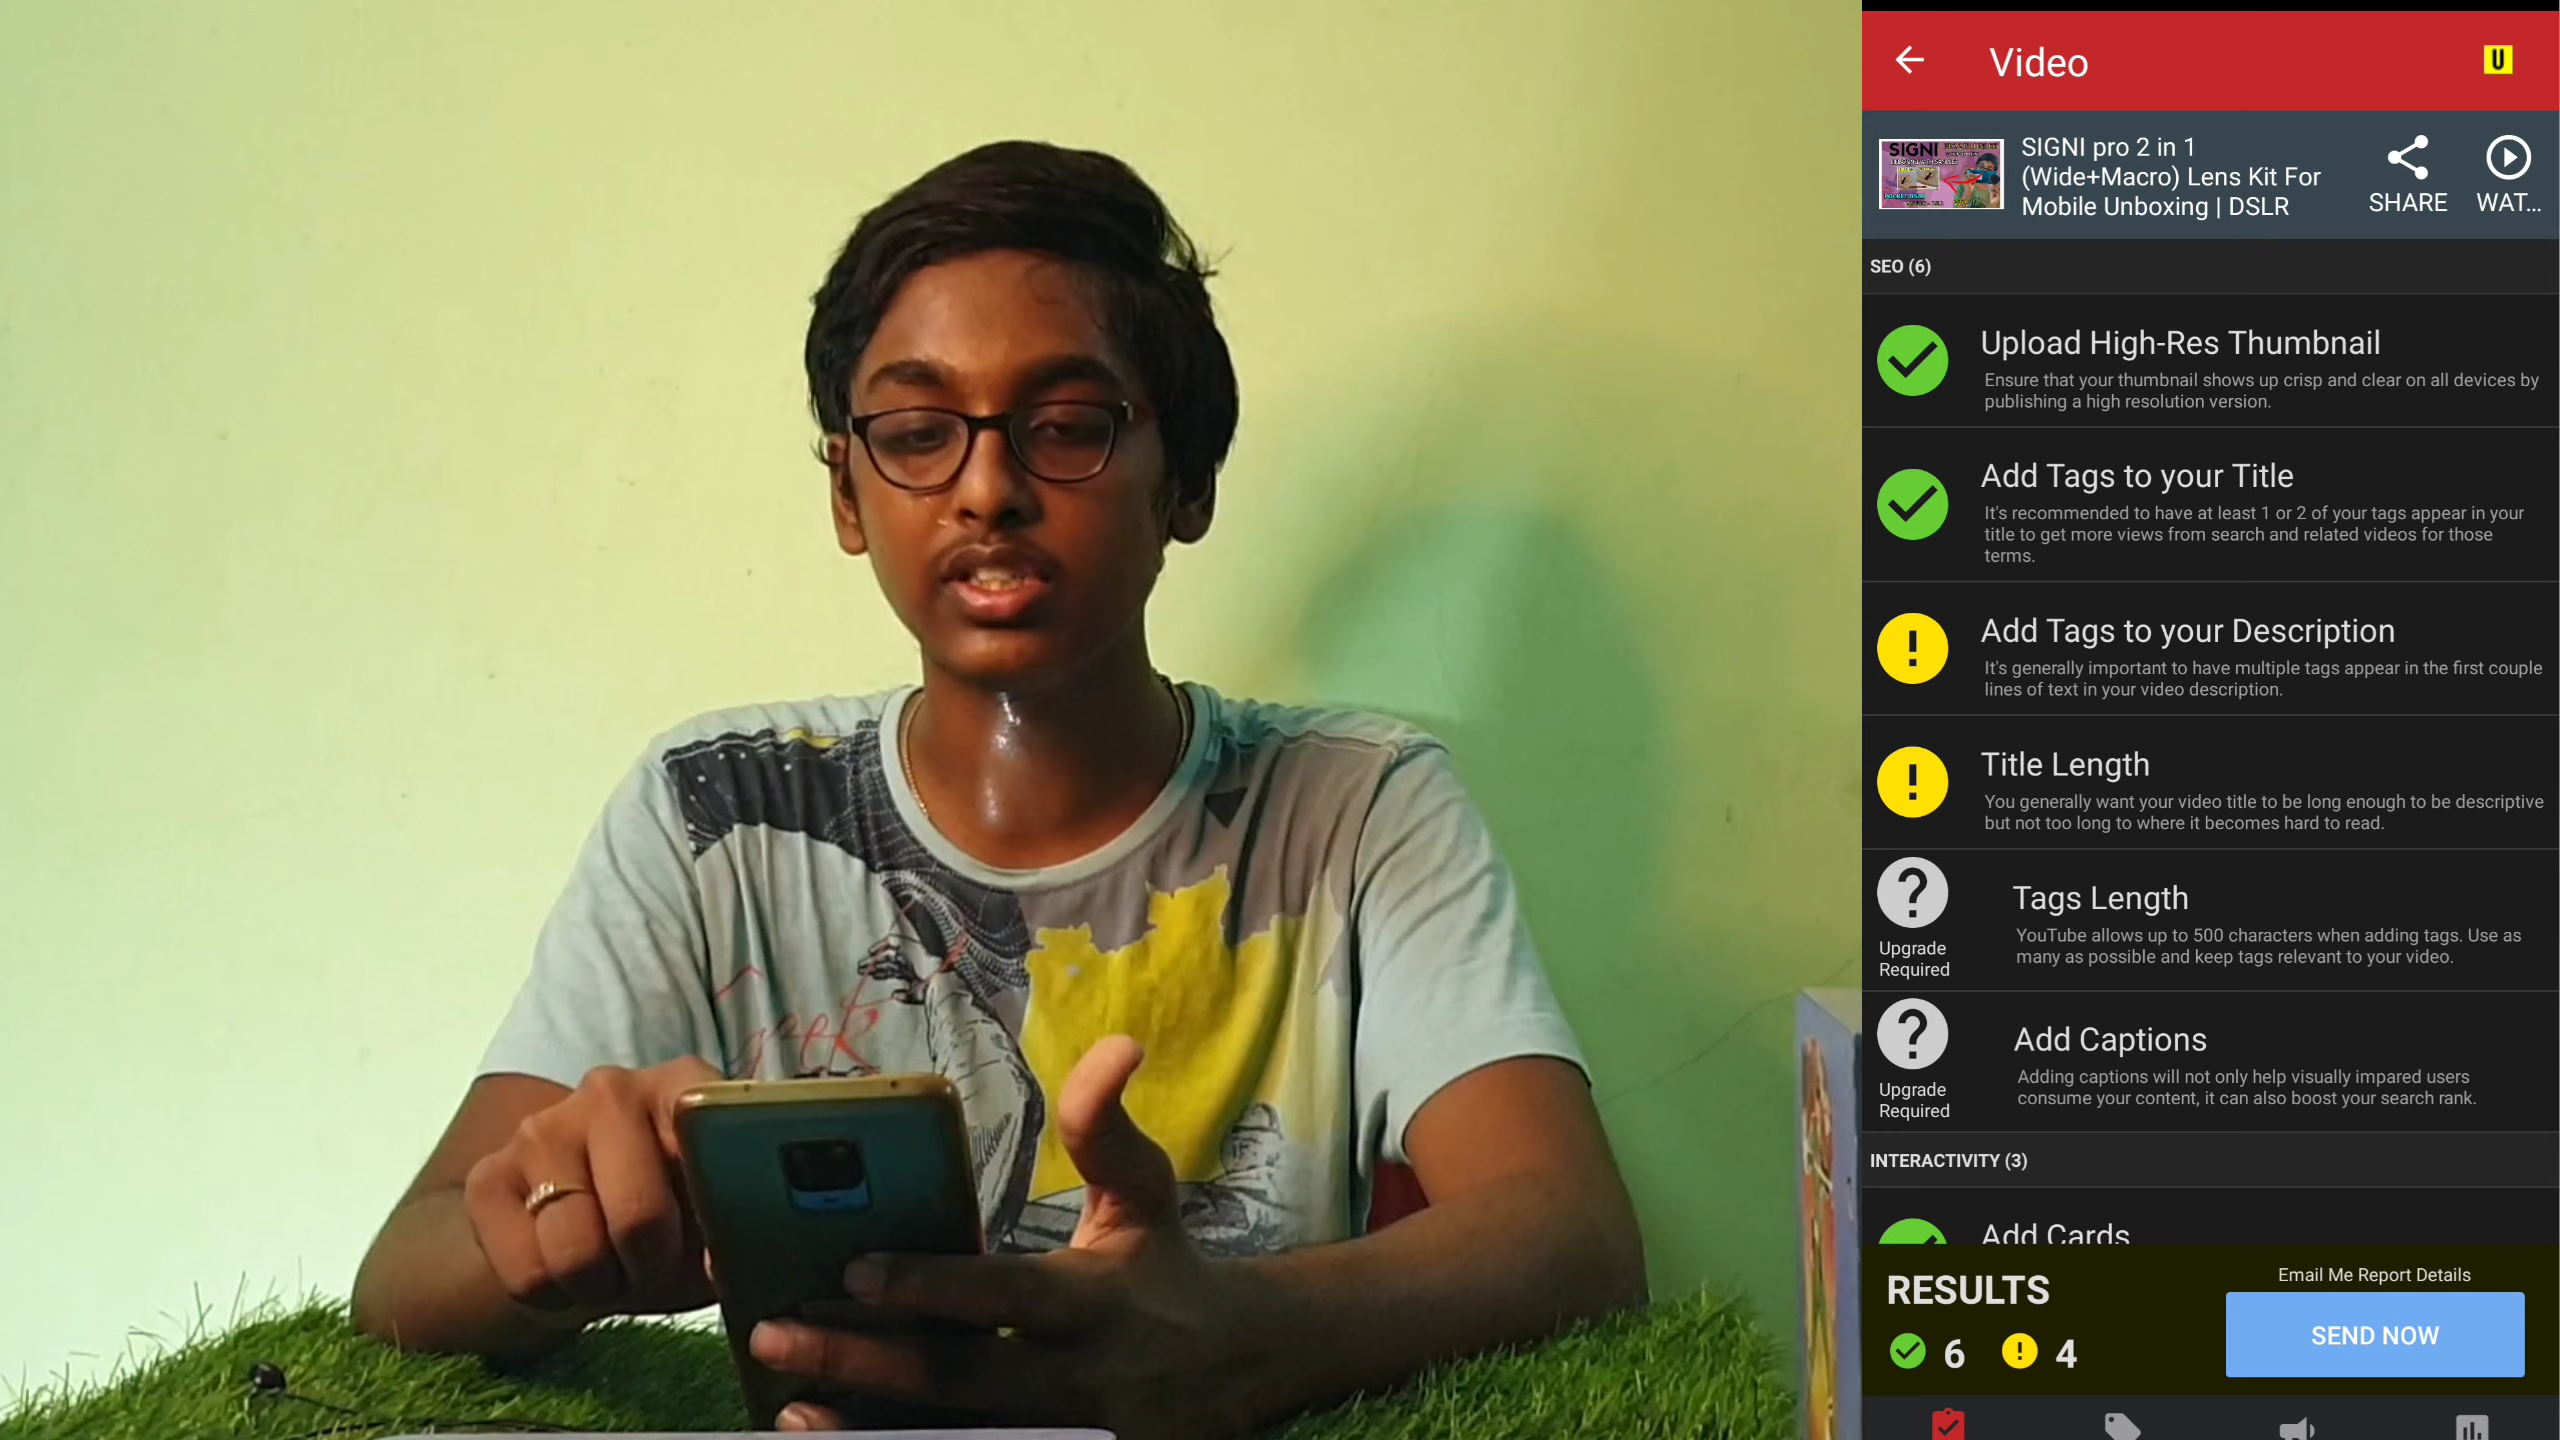 Geek
Video
U
SIGNI
SIGNI pro 2 in 1
(Wide+Macro) Lens Kit For
Mobile Unboxing | DSLR
SHARE
WAT...
SEO (6)
Upload High-Res Thumbnail
Ensure that your thumbnail shows up crisp and clear on all devices by
publishing a high resolution version.
Add Tags to your Title
It's recommended to have at least 1 or 2 of your tags appear in your
title to get more views from search and related videos for those
terms.
Add Tags to your Description
It's generally important to have multiple tags appear in the first couple
lines of text in your video description.
Title Length
You generally want your video title to be long enough to be descriptive
but not too long to where it becomes hard to read.
Upgrade
Required
Tags Length
YouTube allows up to 500 characters when adding tags. Use as
many as possible and keep tags relevant to your video.
Upgrade
Required
Add Captions
Adding captions will not only help visually impared users
consume your content, it can also boost your search rank.
INTERACTIVITY (3)
Add Cards
RESULTS
6
4
Email Me Report Details
SEND NOW